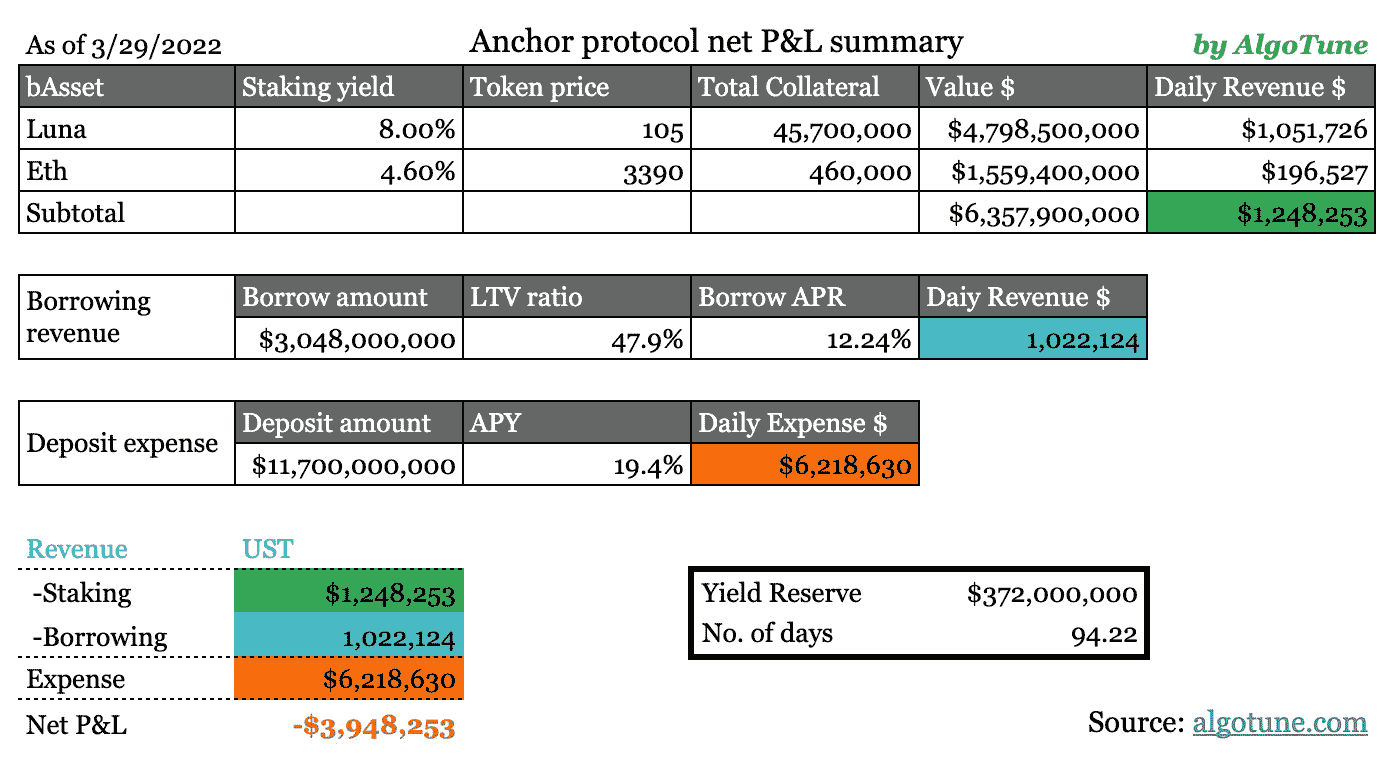 As of 3/29/2022 Anchor protocol net P&L summary by AlgoTune
bAsset Staking yield Token price Total Collateral Value $ Daily Revenue $
Luna 8.00% 105 45,700,000 $4,798,500,000 $1,051,726
Eth 4.60% 3390 460,000 $1,559,400,000 $196,527
Subtotal $6,357,900,000 $1,248,253
Borrowing revenue Borrow amount LTV ratio Borrow APR Daiy Revenue $
$3,048,000,000 47.9% 12.24% 1,022,124
Deposit expense Deposit amount APY Daily Expense $
$11,700,000,000 19.4% $6,218,630
Revenue UST
-Staking $1,248,253
-Borrowing 1,022,124
Expense $6,218,630
Net P&L -$3,948,253
Yield Reserve $372,000,000
No. of days 94.22
Source: algotune.com